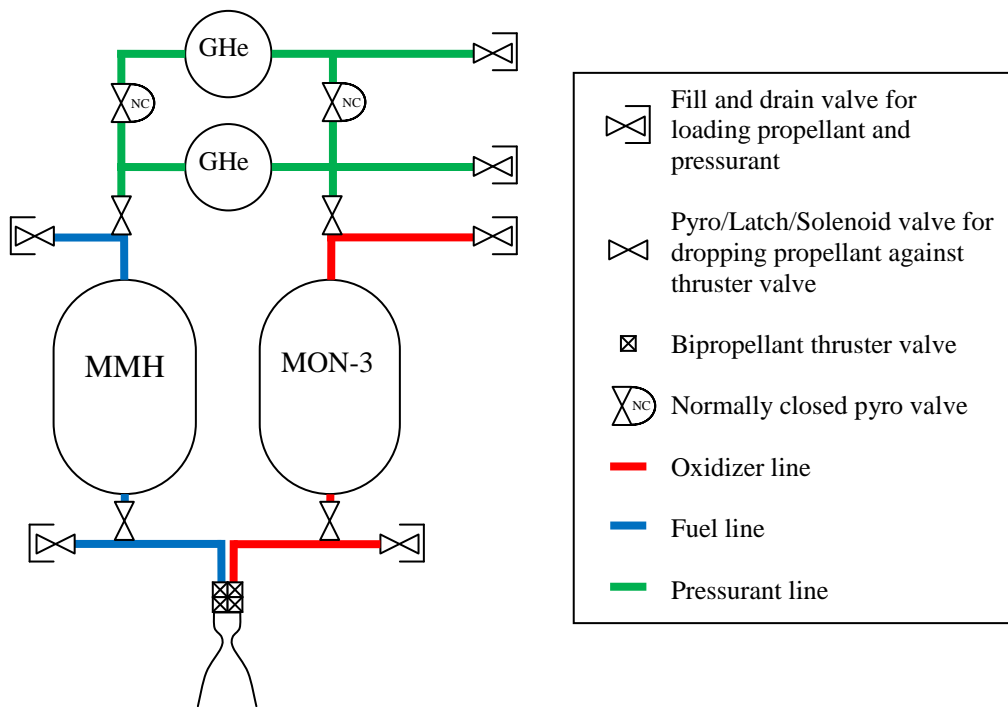 GHe
NC
NC
GHe
MMH
MON-3
Fill and drain valve for
loading propellant and
pressurant
Pyro/Latch/Solenoid valve for
dropping propellant against
thruster valve
Bipropellant thruster valve
NC
Normally closed pyro valve
Oxidizer line
Fuel line
Pressurant line